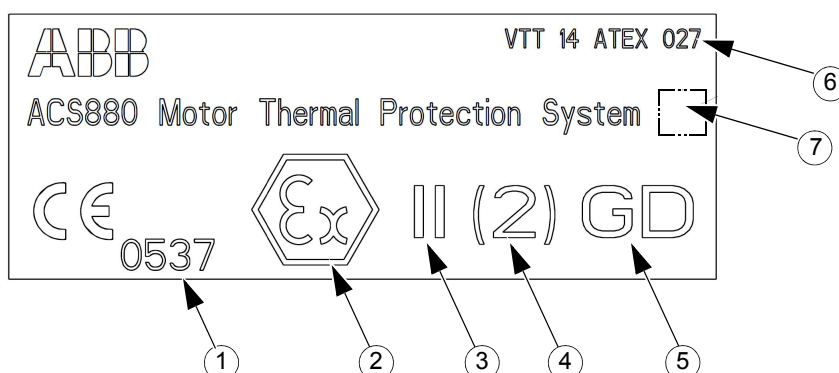 ABB
VTT 14 ATEX 027
ACS880 Motor Thermal Protection System
CE 0537 Ex II (2) GD
6
7
1 2 3 4 5